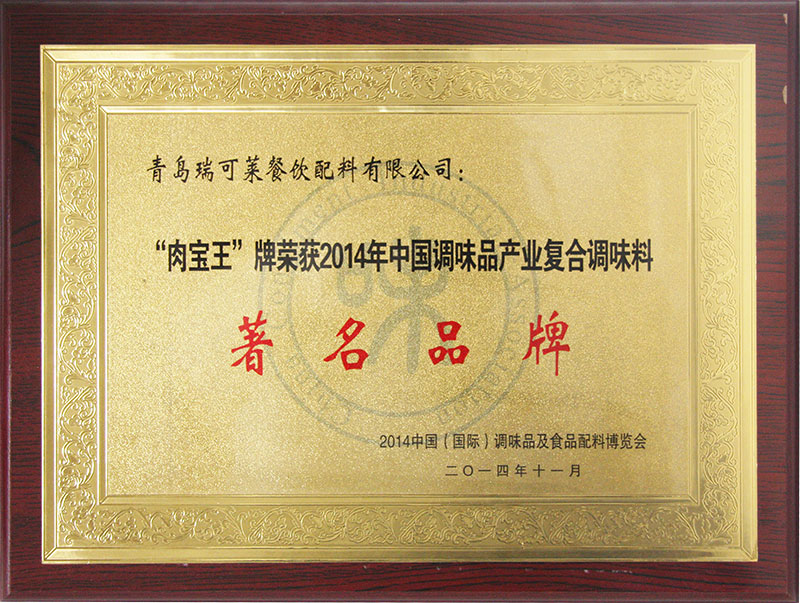 青岛瑞可莱餐饮配料有限公司：
“肉宝王”牌荣获2014年中国调味品产业复合调味料
著名品牌
2014中国（国际）调味品及食品配料博览会
二〇一四年十一月